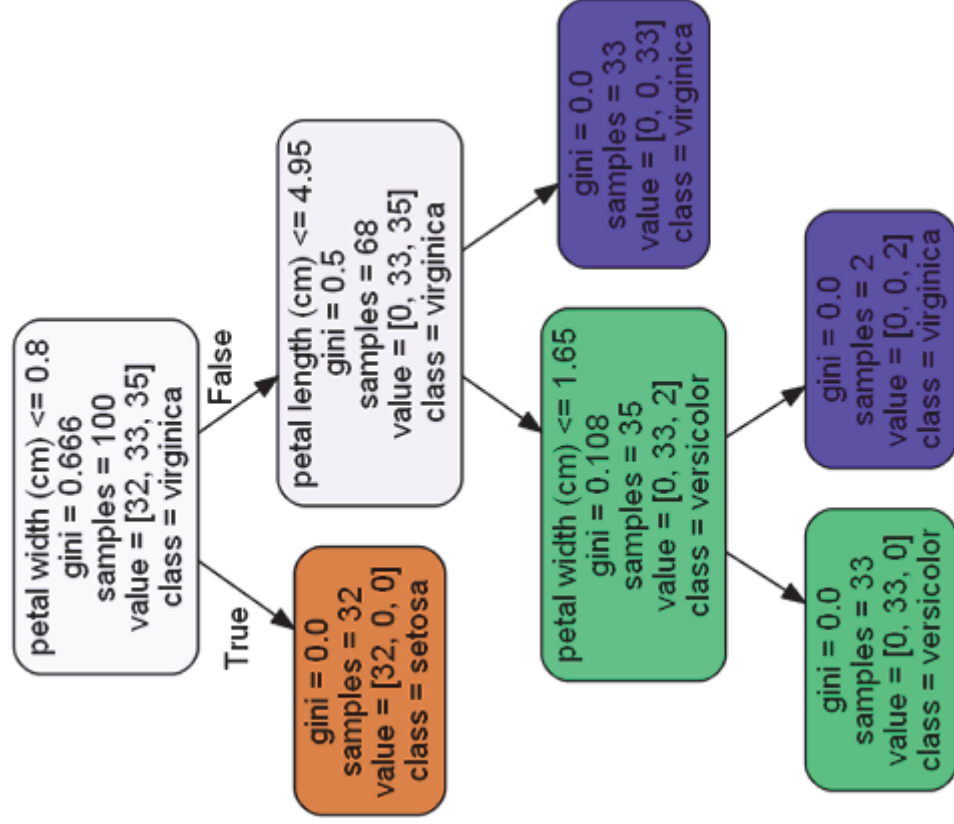 petal width (cm) <= 0.8
gini = 0.666
samples = 100
value = [32, 33, 35]
class = virginica
True
False
gini = 0.0
samples = 32
value = [32, 0, 0]
class = setosa
petal length (cm) <= 4.95
gini = 0.5
samples = 68
value = [0, 33, 35]
class = virginica
petal width (cm) <= 1.65
gini = 0.108
samples = 35
value = [0, 33, 2]
class = versicolor
gini = 0.0
samples = 33
value = [0, 0, 33]
class = virginica
gini = 0.0
samples = 33
value = [0, 33, 0]
class = versicolor
gini = 0.0
samples = 2
value = [0, 0, 2]
class = virginica